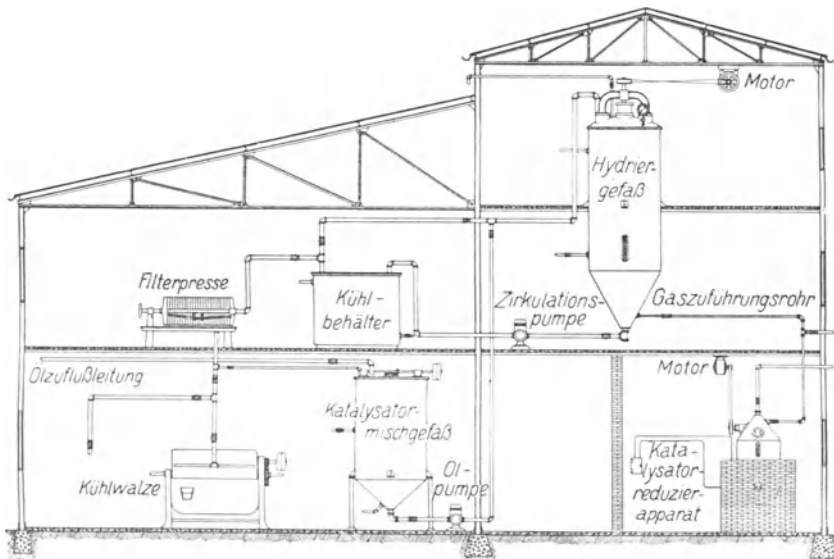 Motor
Hydrier-
gefäß
Filterpresse
Kühl-
behälter
Zirkulations-
pumpe
Gaszuführungsrohr
Ölzuflußleitung
Motor
Katalysator-
mischgefäß
Kühlwalze
Öl-
pumpe
Kata-
lysator-
reduzier-
apparat